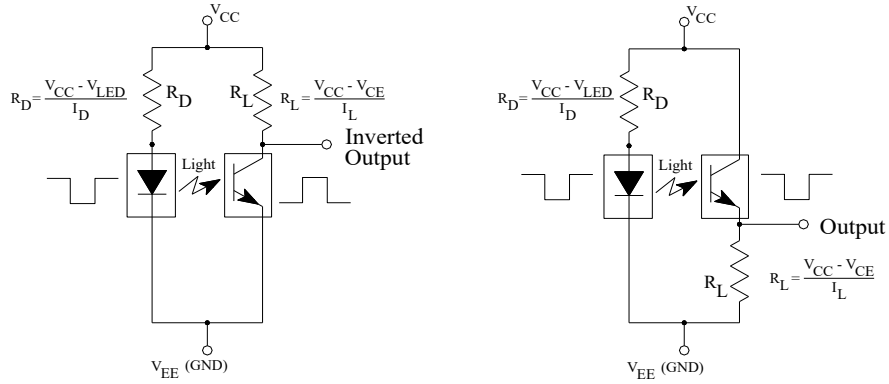 VCC
RD = VCC - VLED / ID
RD
RL
RL = VCC - VCE / IL
Inverted
Output
Light
VEE (GND)
VCC
RD = VCC - VLED / ID
RD
Light
Output
RL
RL = VCC - VCE / IL
VEE (GND)